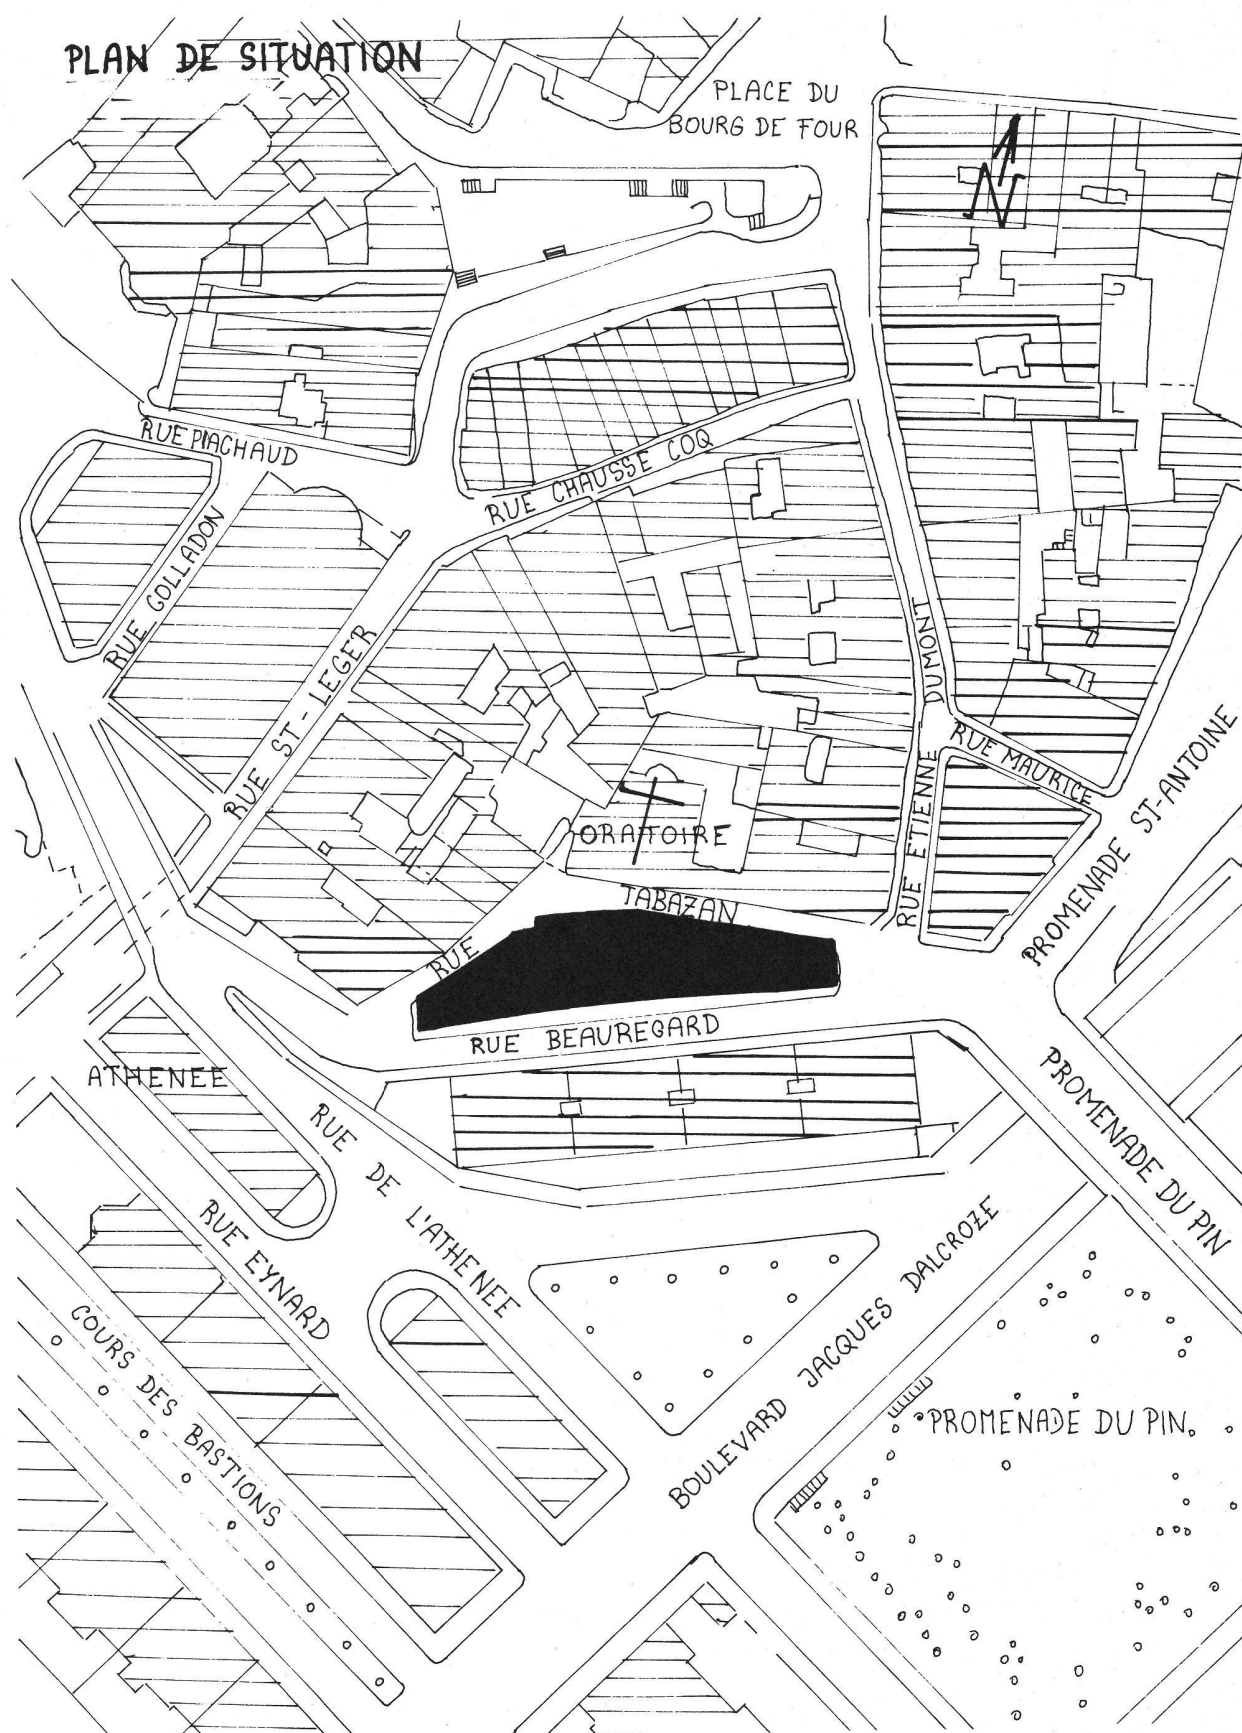 PLAN DE SITUATION
PLACE DU
BOURG DE FOUR
N
RUE PIACHAUD
RUE CHAUSSE COQ
RUE GOLLADON
RUE ST-LEGER
RUE ETIENNE-DUMONT
RUE MAURICE
PROMENADE ST-ANTOINE
ORATOIRE
RUE TABAZAN
RUE BEAUREGARD
ATHENEE
RUE DE L'ATHENEE
PROMENADE DU PIN
RUE EYNARD
COURS DES BASTIONS
BOULEVARD JACQUES DALCROZE
PROMENADE DU PIN.